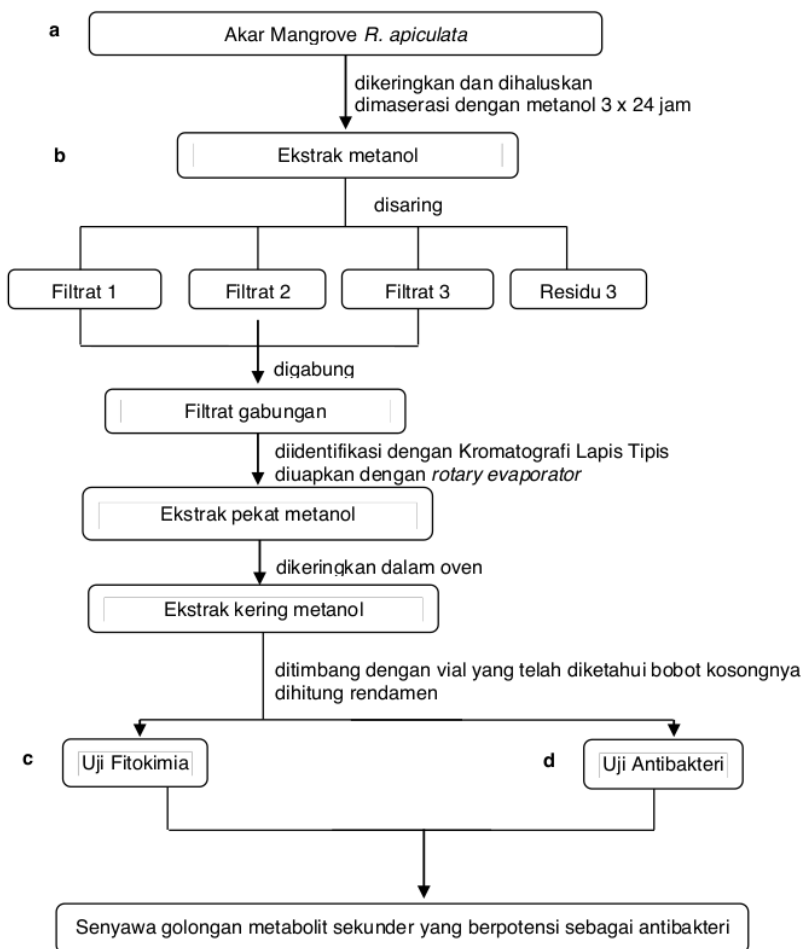 a
Akar Mangrove R. apiculata
dikeringkan dan dihaluskan
dimaserasi dengan metanol 3 x 24 jam
b
Ekstrak metanol
disaring
Filtrat 1
Filtrat 2
Filtrat 3
Residu 3
digabung
Filtrat gabungan
diidentifikasi dengan Kromatografi Lapis Tipis
diuapkan dengan rotary evaporator
Ekstrak pekat metanol
dikeringkan dalam oven
Ekstrak kering metanol
ditimbang dengan vial yang telah diketahui bobot kosongnya
dihitung rendamen
c
Uji Fitokimia
d
Uji Antibakteri
Senyawa golongan metabolit sekunder yang berpotensi sebagai antibakteri